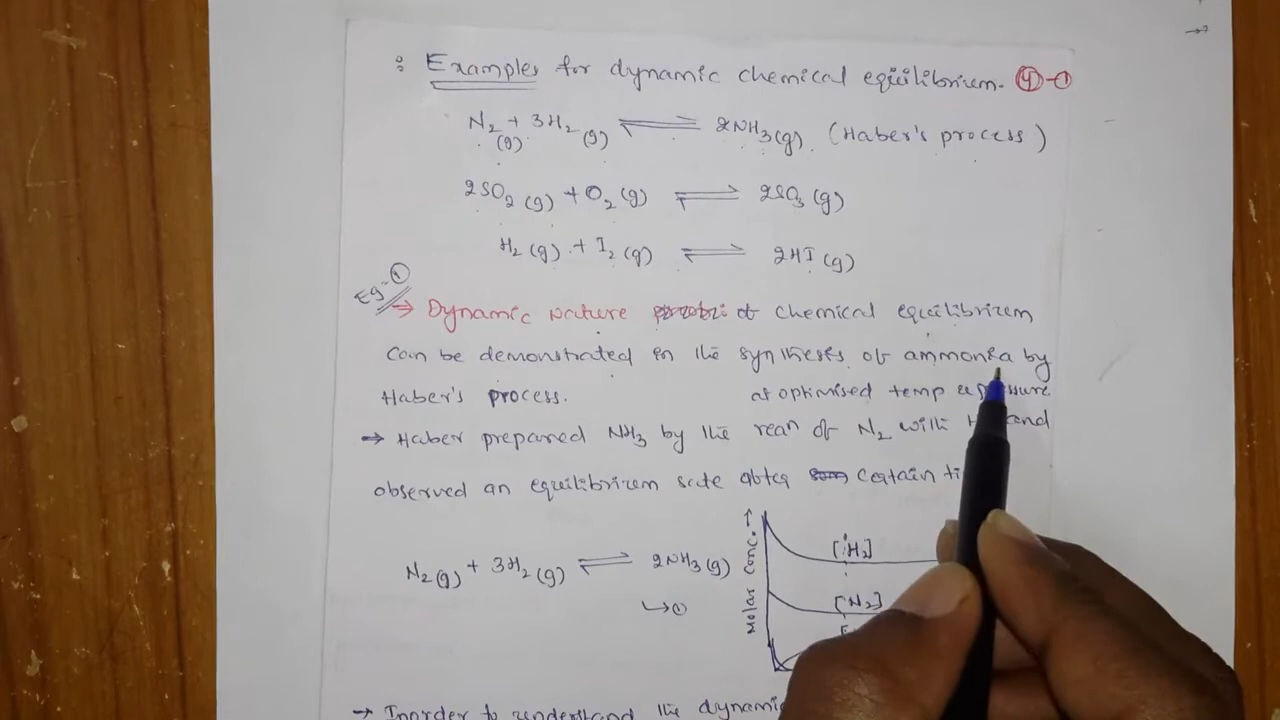 : Examples for dynamic chemical equilibrium. 4-1
N2(g) + 3H2(g) ⇌ 2NH3(g) (Haber's process)
2SO2(g) + O2(g) ⇌ 2SO3(g)
H2(g) + I2(g) ⇌ 2HI(g)
Eg-1
→ Dynamic nature of chemical equilibrium
Can be demonstrated in the synthesis of ammonia by
Haber's process.
at optimised temp
→ Haber prepared NH3 by the rean of N2 with and
observed an equilibrium state after certain
N2(g) + 3H2(g) ⇌ 2NH3(g)
↳1
Molar Conc. →
[H2]
[N2]
→ Inorder to understand the dynamic